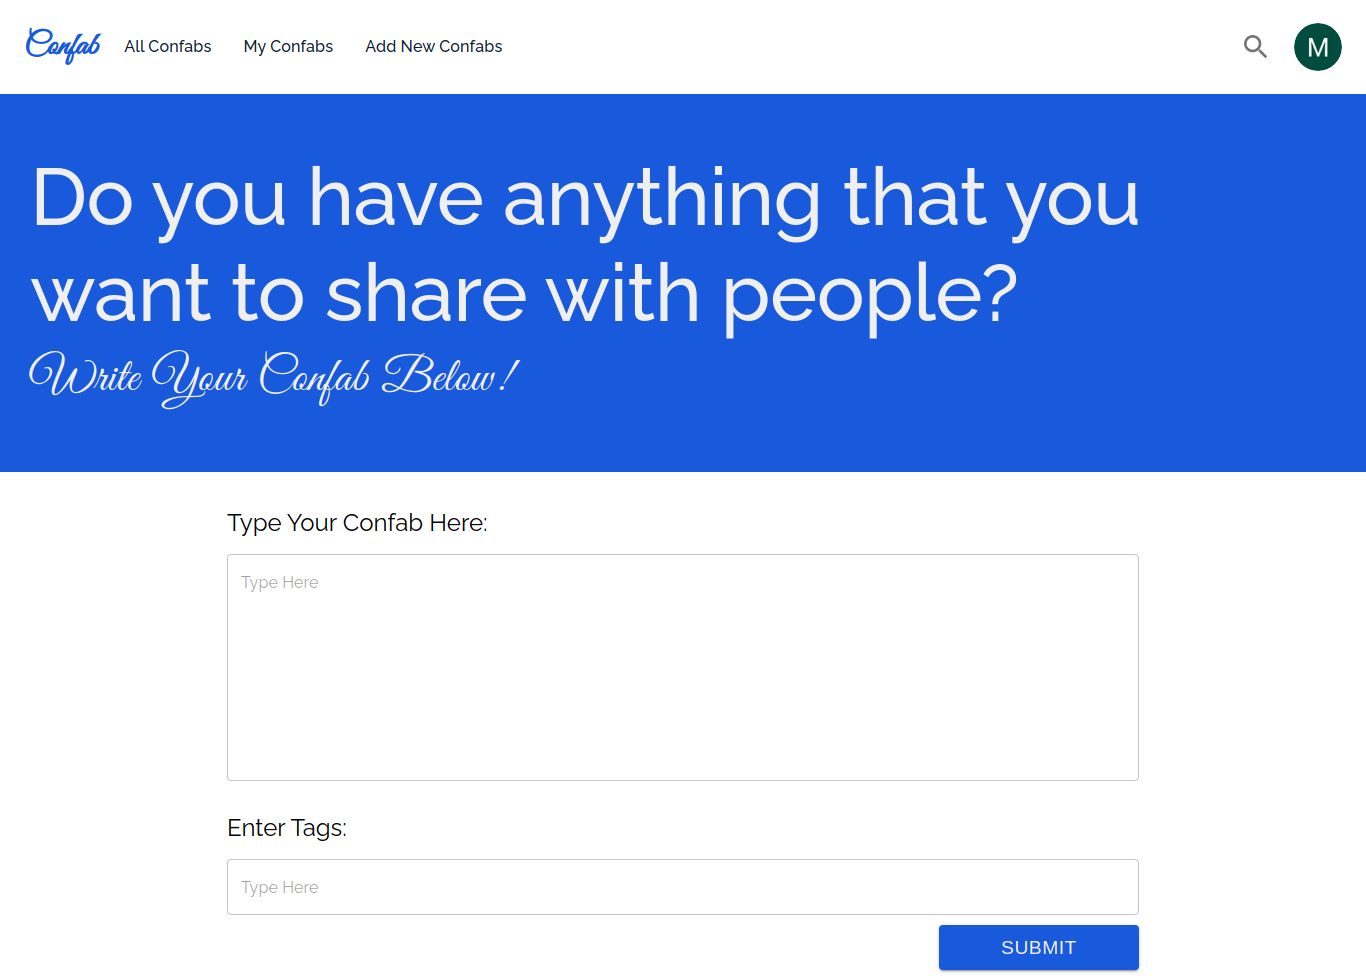 Confab All Confabs My Confabs Add New Confabs M
Do you have anything that you
want to share with people?
Write Your Confab Below!
Type Your Confab Here:
Type Here
Enter Tags:
Type Here
SUBMIT